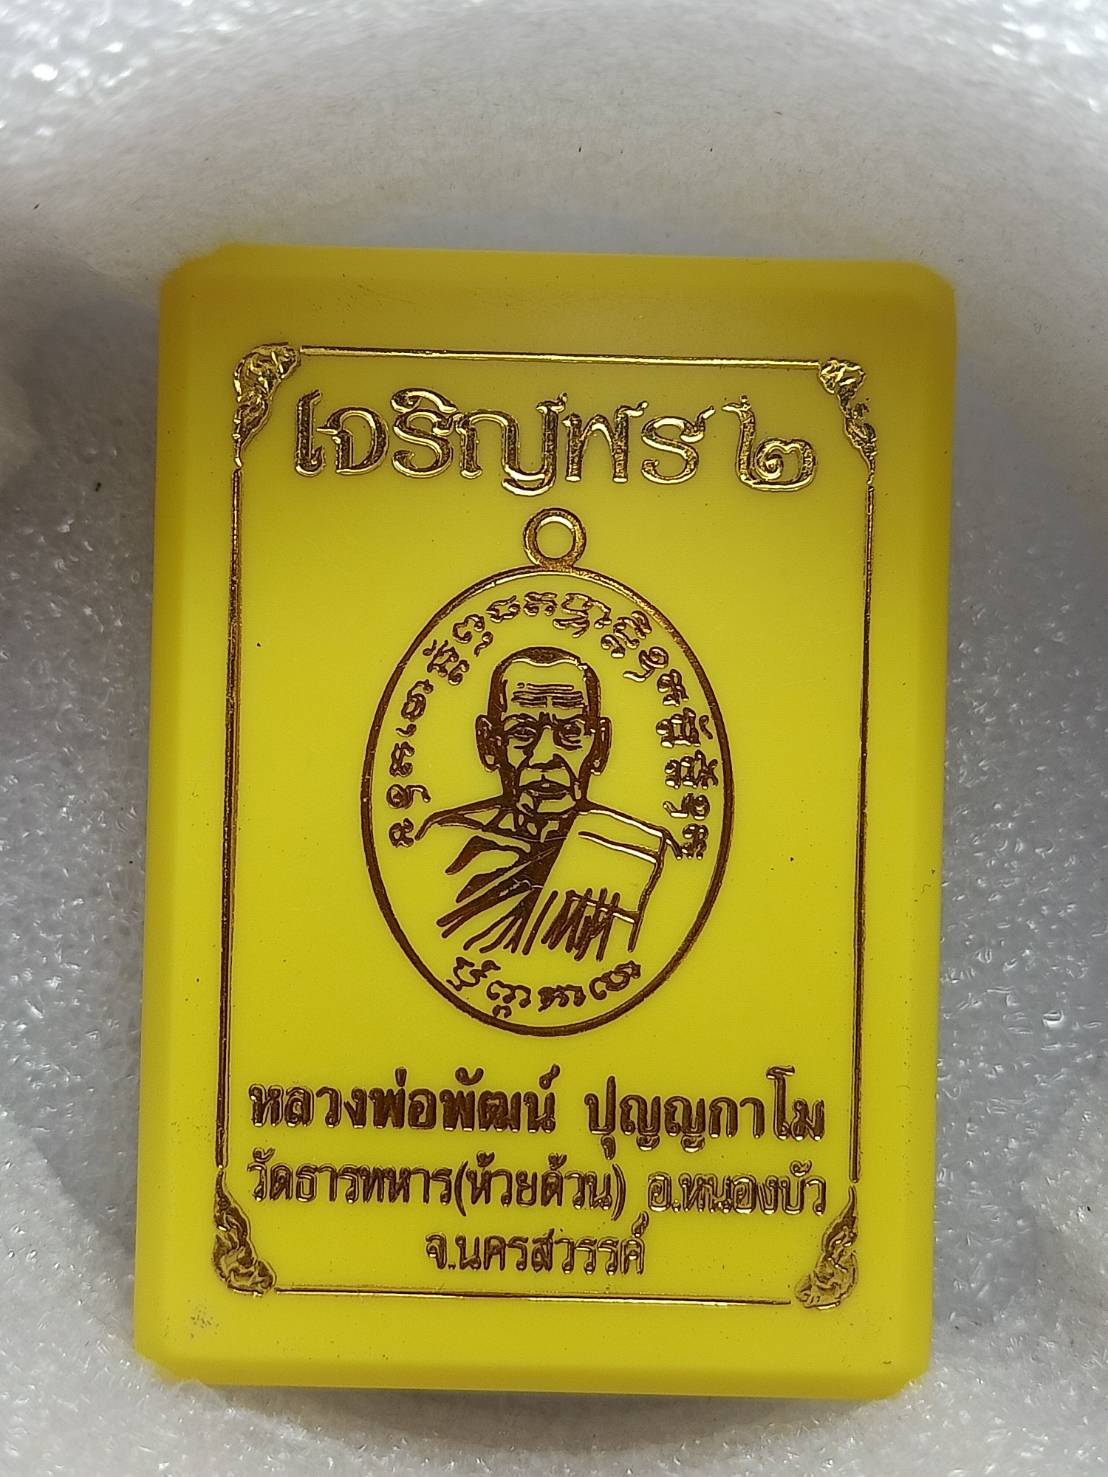 เจริญพร ๒
หลวงพ่อพัฒน์ ปุญญกาโม
วัดธารทหาร(ห้วยด้วน) อ.หนองบัว
จ.นครสวรรค์